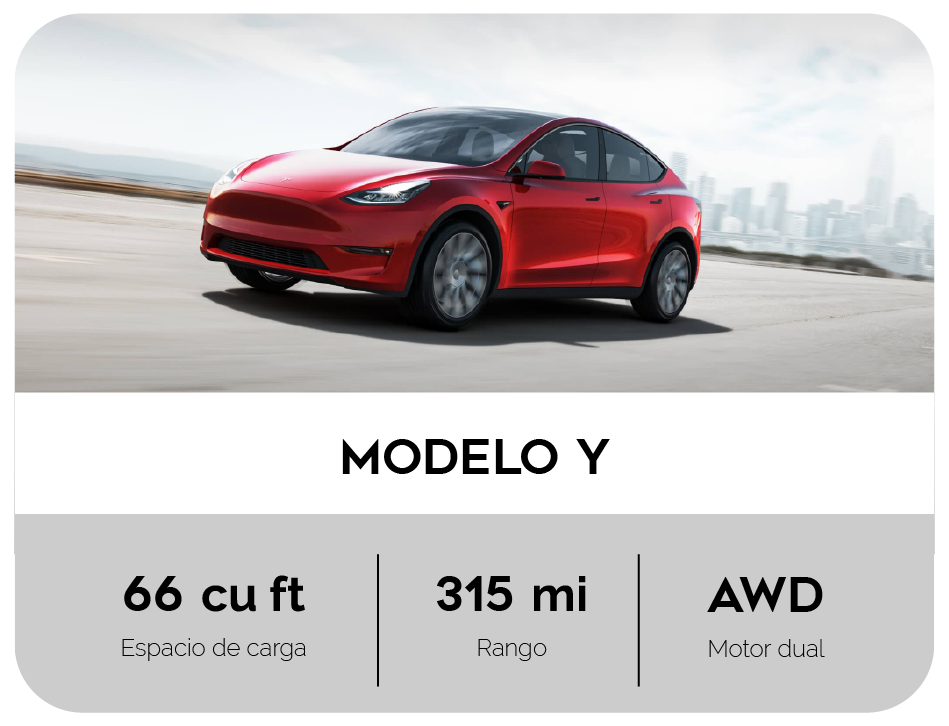 MODELO Y
66 cu ft
Espacio de carga
315 mi
Rango
AWD
Motor dual